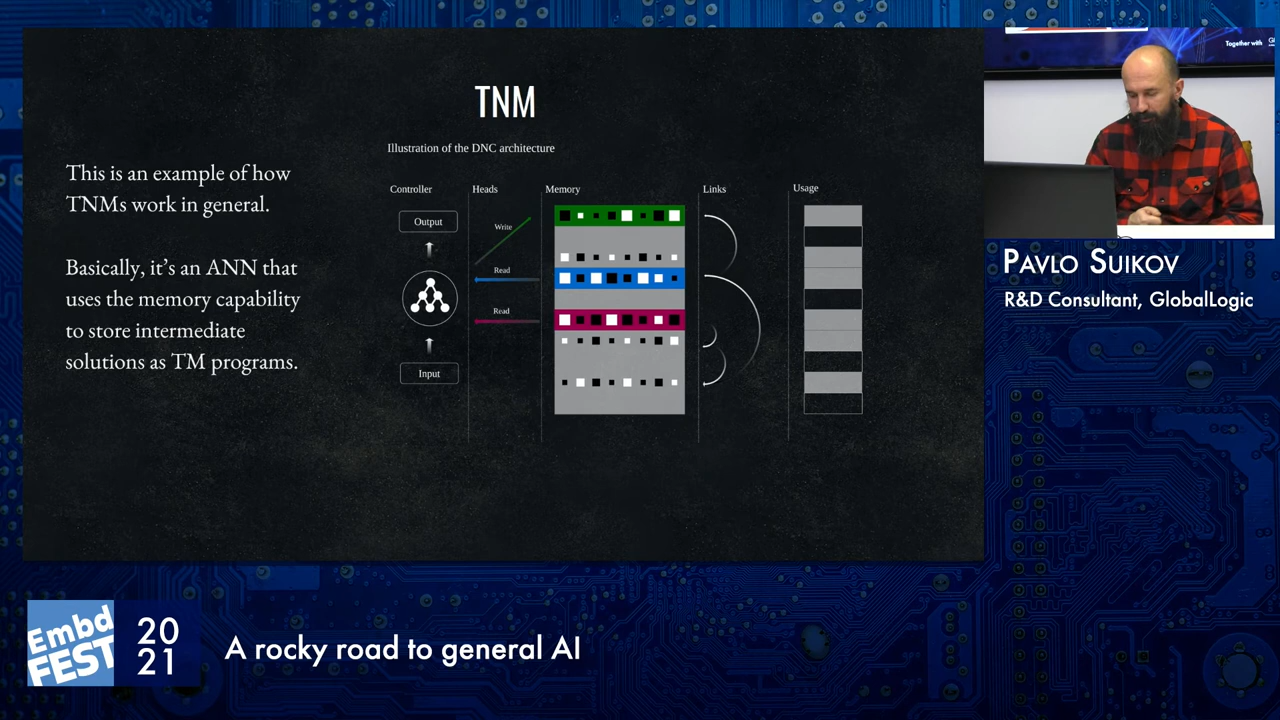 TNM
This is an example of how
TNMs work in general.
Basically, it's an ANN that
uses the memory capability
to store intermediate
solutions as TM programs.
Illustration of the DNC architecture
Controller
Heads
Memory
Links
Usage
Output
Write
Read
Read
Input
Together with
PAVLO SUIKOV
R&D Consultant, GlobalLogic
Embd
FEST
20
21
A rocky road to general AI